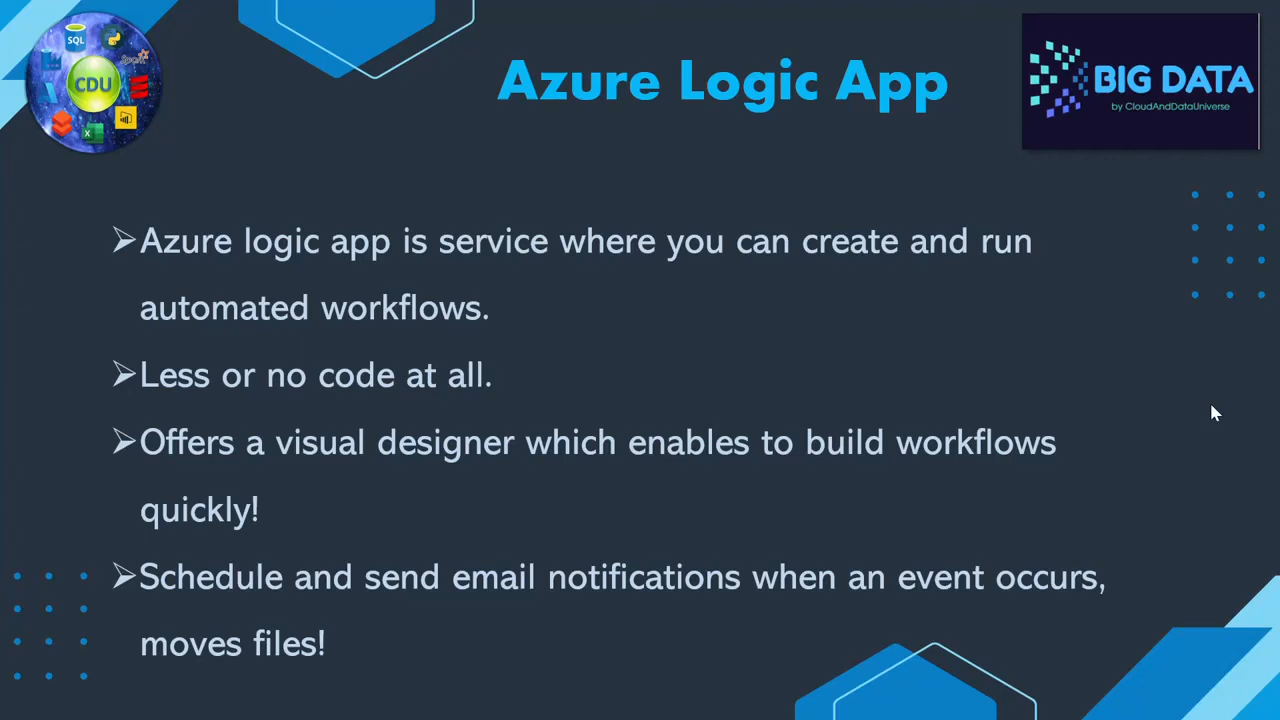 SQL
Spark
CDU
Azure Logic App
BIG DATA
by CloudAndDataUniverse
➢Azure logic app is service where you can create and run
automated workflows.
➢Less or no code at all.
➢Offers a visual designer which enables to build workflows
quickly!
➢Schedule and send email notifications when an event occurs,
moves files!